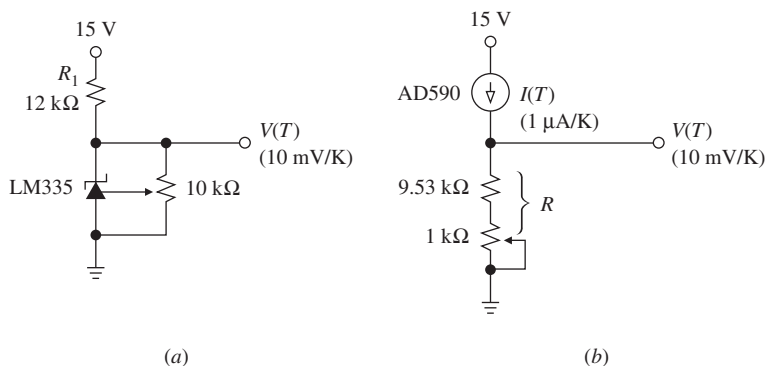 15 V
R1
12 kΩ
V(T)
(10 mV/K)
LM335
10 kΩ
(a)
15 V
AD590
I(T)
(1 μA/K)
V(T)
(10 mV/K)
9.53 kΩ
R
1 kΩ
(b)